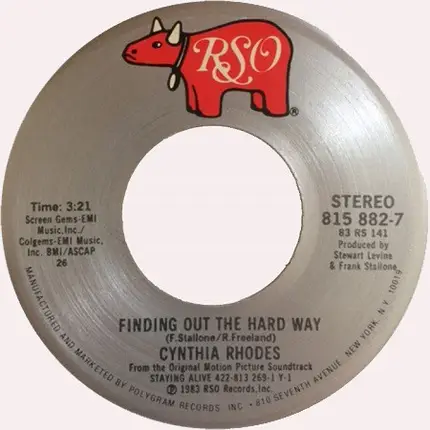 RSO
®
Time: 3:21
Screen Gems-EMI
Music, Inc./
Colgems-EMI Music,
Inc. BMI/ASCAP
26
STEREO
815 882-7
83 RS 141
Produced by
Stewart Levine
& Frank Stallone
FINDING OUT THE HARD WAY
(F. Stallone/R. Freeland)
CYNTHIA RHODES
From the Original Motion Picture Soundtrack
STAYING ALIVE 422-813 269-1 Y-1
℗ 1983 RSO Records, Inc.
MANUFACTURED AND MARKETED BY POLYGRAM RECORDS INC • 810 SEVENTH AVENUE, NEW YORK, N.Y. 10019